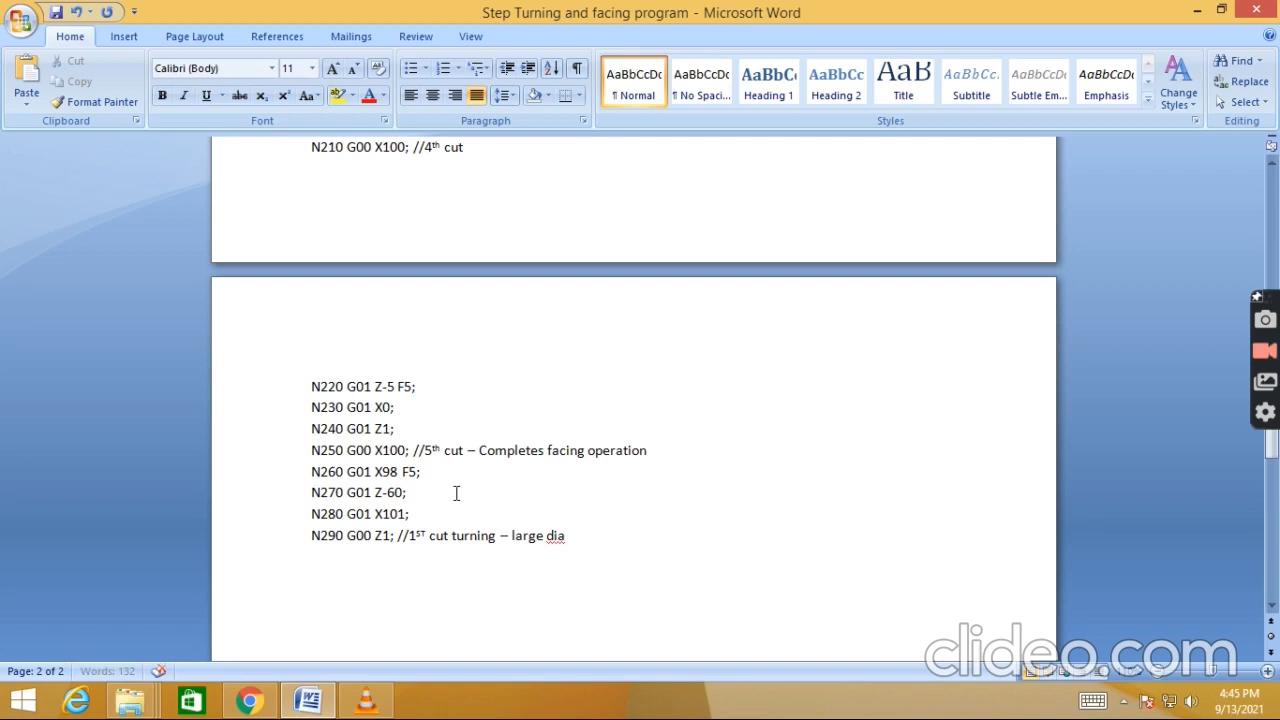 Step Turning and facing program - Microsoft Word
Home Insert Page Layout References Mailings Review View
Paste
Cut
Copy
Format Painter
Clipboard
Calibri (Body) 11
Font
Paragraph
AaBbCcDc AaBbCcDc AaBbC AaBbCc AaB AaBbCc. AaBbCcDc AaBbCcDc
¶ Normal ¶ No Spaci... Heading 1 Heading 2 Title Subtitle Subtle Em... Emphasis
Styles
Change Styles
Find
Replace
Select
Editing
N210 G00 X100; //4th cut
N220 G01 Z-5 F5;
N230 G01 X0;
N240 G01 Z1;
N250 G00 X100; //5th cut – Completes facing operation
N260 G01 X98 F5;
N270 G01 Z-60;
N280 G01 X101;
N290 G00 Z1; //1ST cut turning – large dia
clideo.com
Page: 2 of 2 Words: 132
4:45 PM
9/13/2021